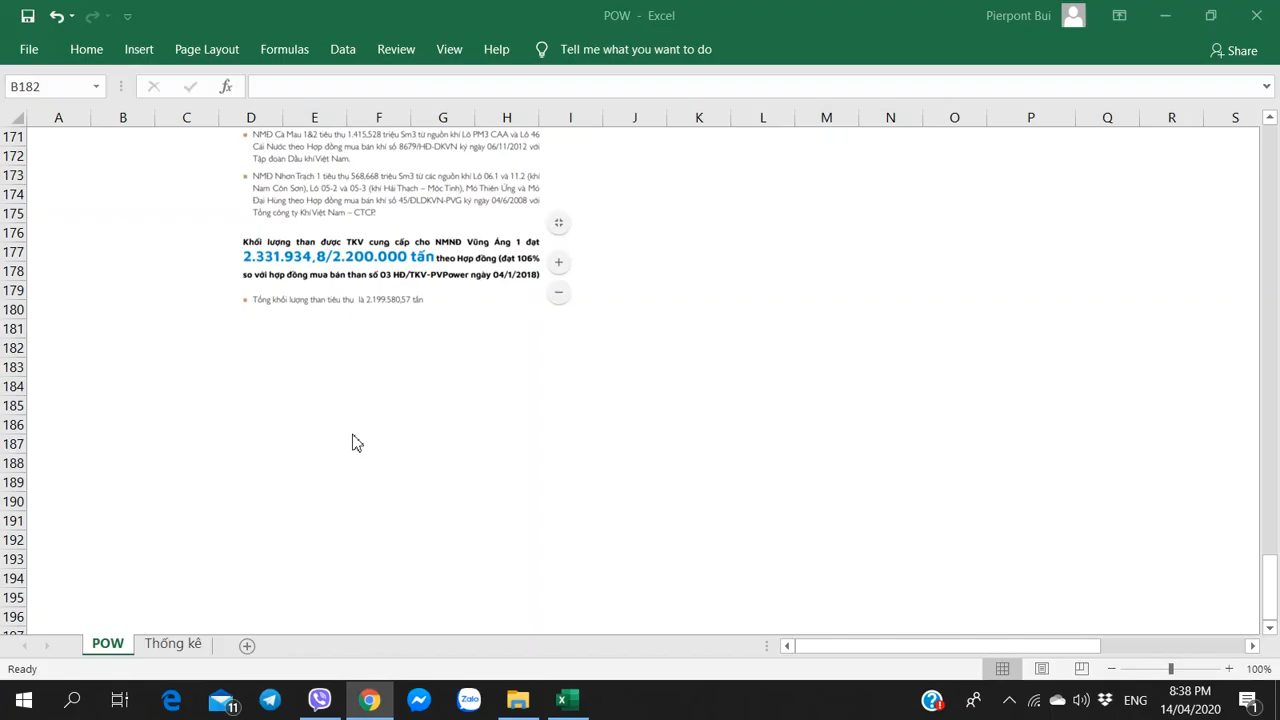 POW - Excel
Pierpont Bui
File Home Insert Page Layout Formulas Data Review View Help Tell me what you want to do Share
B182 fx
A B C D E F G H I J K L M N O P Q R S
171
172
173
174
175
176
177
178
179
180
181
182
183
184
185
186
187
188
189
190
191
192
193
194
195
196
197
NMĐ Cà Mau 1&2 tiêu thụ 1.415,528 triệu Sm3 từ nguồn khí Lô PM3 CAA và Lô 46
Cái Nước theo Hợp đồng mua bán khí số 8679/HĐ-DKVN ký ngày 06/11/2012 với
Tập đoàn Dầu khí Việt Nam.
NMĐ Nhơn Trạch 1 tiêu thụ 568,668 triệu Sm3 từ các nguồn khí Lô 06.1 và 11.2 (khí
Nam Côn Sơn), Lô 05-2 và 05-3 (khí Hải Thạch – Mộc Tinh), Mỏ Thiên Ưng và Mỏ
Đại Hùng theo Hợp đồng mua bán khí số 45/ĐLDKVN-PVG ký ngày 04/6/2008 với
Tổng công ty Khí Việt Nam – CTCP.
Khối lượng than được TKV cung cấp cho NMNĐ Vũng Áng 1 đạt
2.331.934,8/2.200.000 tấn theo Hợp đồng (đạt 106%
so với hợp đồng mua bán than số 03 HĐ/TKV-PVPower ngày 04/1/2018)
Tổng khối lượng than tiêu thụ là 2.199.580,57 tấn
POW Thống kê
Ready 100%
11 Zalo ENG 8:38 PM
14/04/2020 1